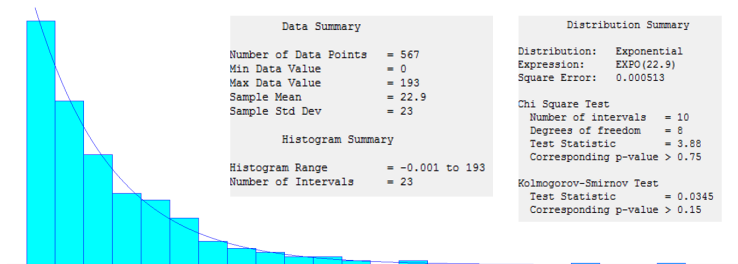 Data Summary
Number of Data Points = 567
Min Data Value = 0
Max Data Value = 193
Sample Mean = 22.9
Sample Std Dev = 23
Histogram Summary
Histogram Range = -0.001 to 193
Number of Intervals = 23
Distribution Summary
Distribution: Exponential
Expression: EXPO(22.9)
Square Error: 0.000513
Chi Square Test
Number of intervals = 10
Degrees of freedom = 8
Test Statistic = 3.88
Corresponding p-value > 0.75
Kolmogorov-Smirnov Test
Test Statistic = 0.0345
Corresponding p-value > 0.15